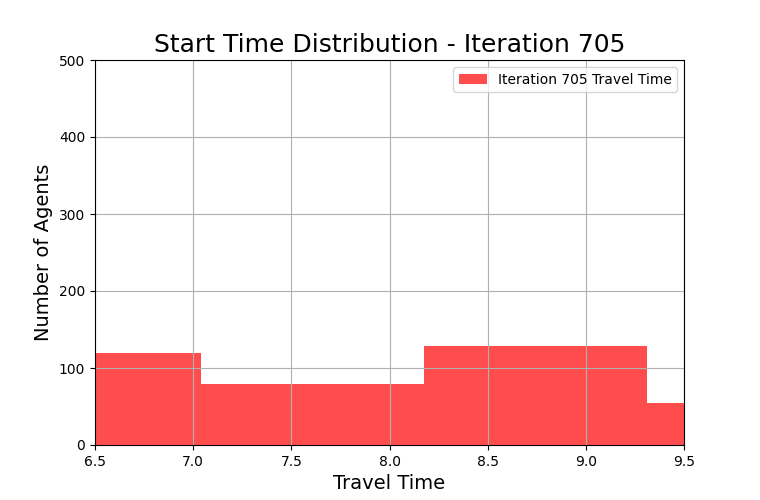 Start Time Distribution - Iteration 705
Iteration 705 Travel Time
Number of Agents
500
400
300
200
100
0
6.5 7.0 7.5 8.0 8.5 9.0 9.5
Travel Time